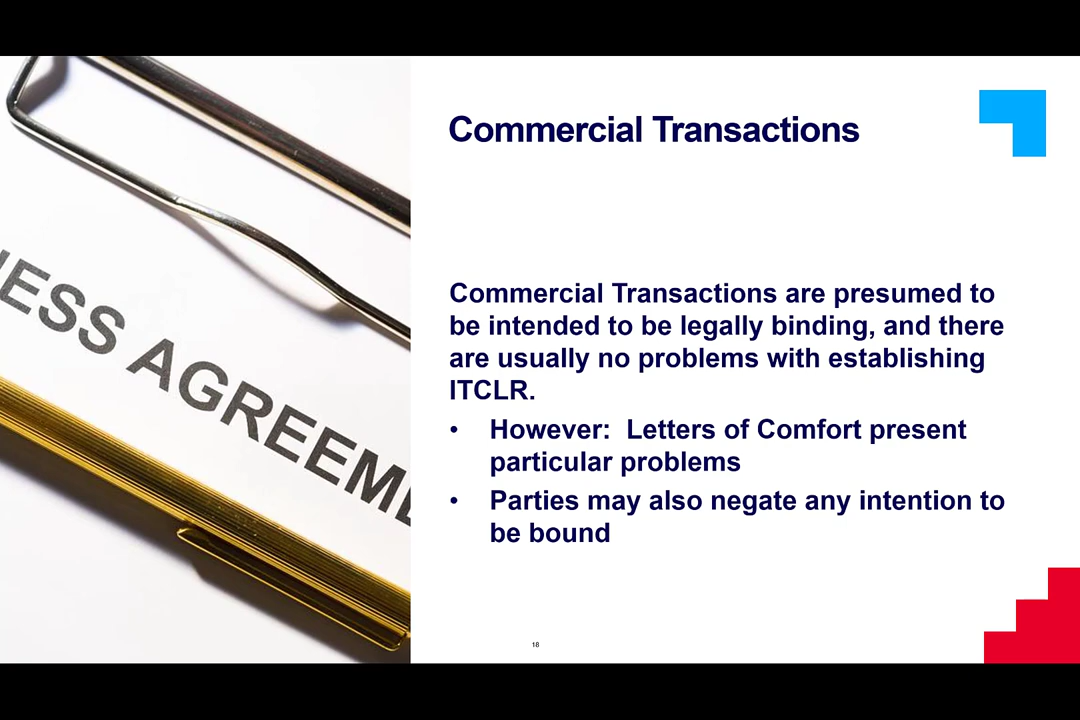 Commercial Transactions
NESS AGREEM
Commercial Transactions are presumed to
be intended to be legally binding, and there
are usually no problems with establishing
ITCLR.
• However:  Letters of Comfort present
particular problems
• Parties may also negate any intention to
be bound
18